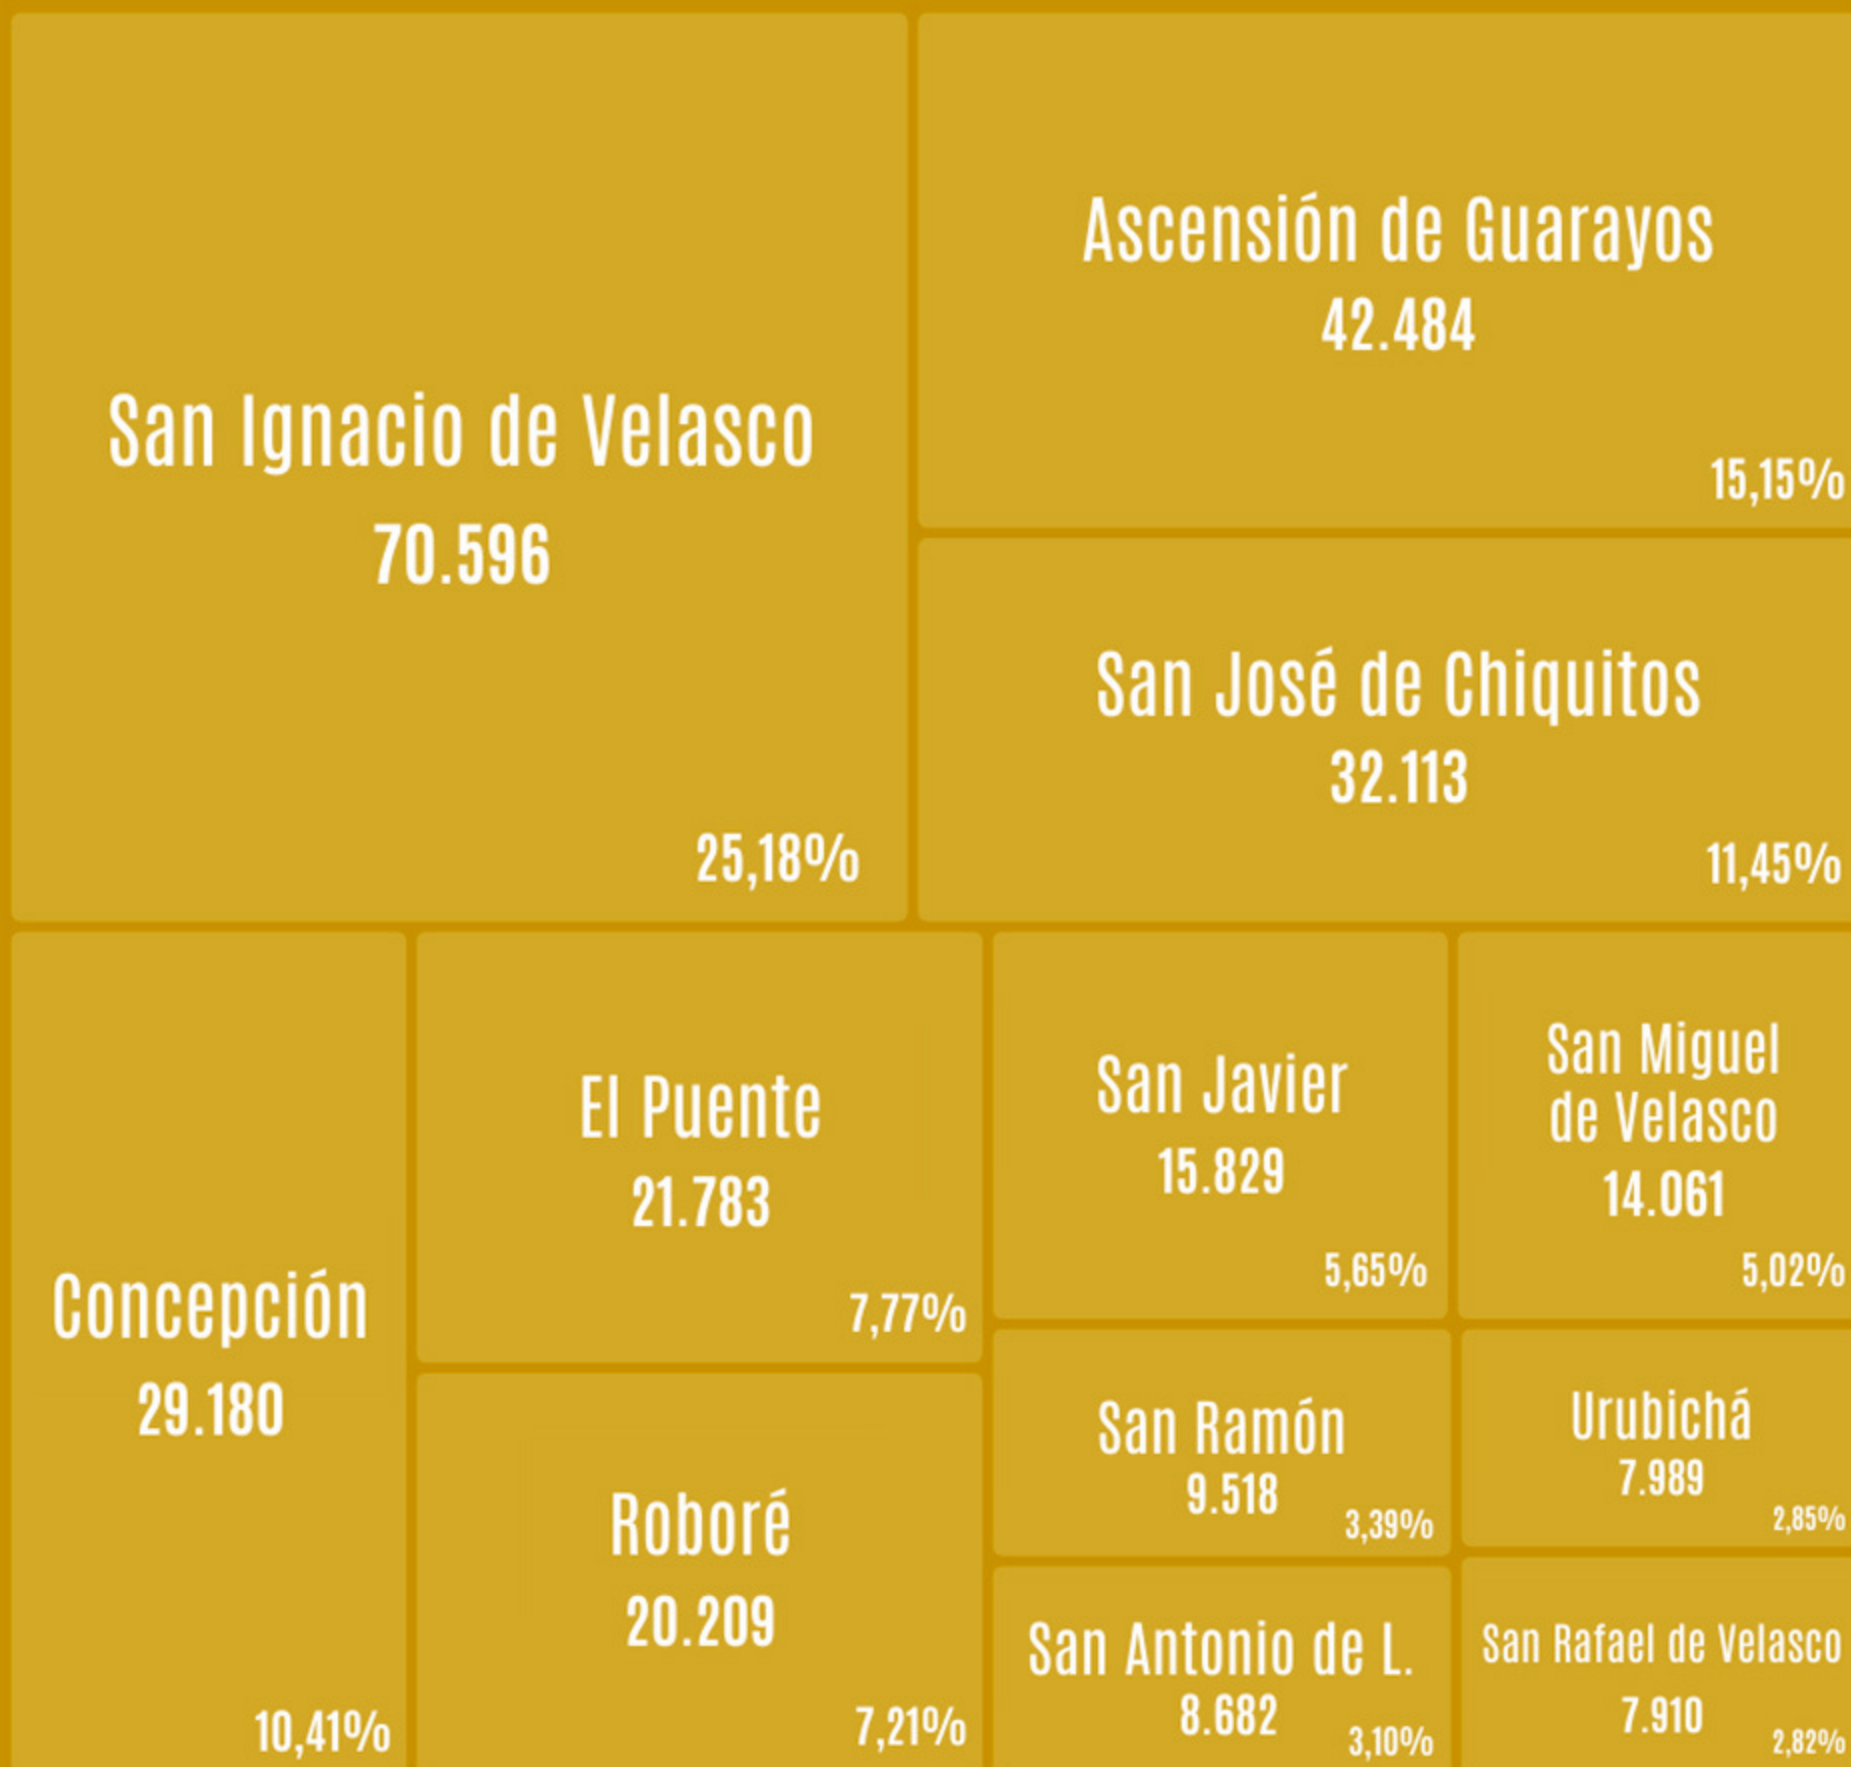 San Ignacio de Velasco
70.596
25,18%
Ascensión de Guarayos
42.484
15,15%
San José de Chiquitos
32.113
11,45%
Concepción
29.180
10,41%
El Puente
21.783
7,77%
Roboré
20.209
7,21%
San Javier
15.829
5,65%
San Miguel
de Velasco
14.061
5,02%
San Ramón
9.518
3,39%
Urubichá
7.989
2,85%
San Antonio de L.
8.682
3,10%
San Rafael de Velasco
7.910
2,82%